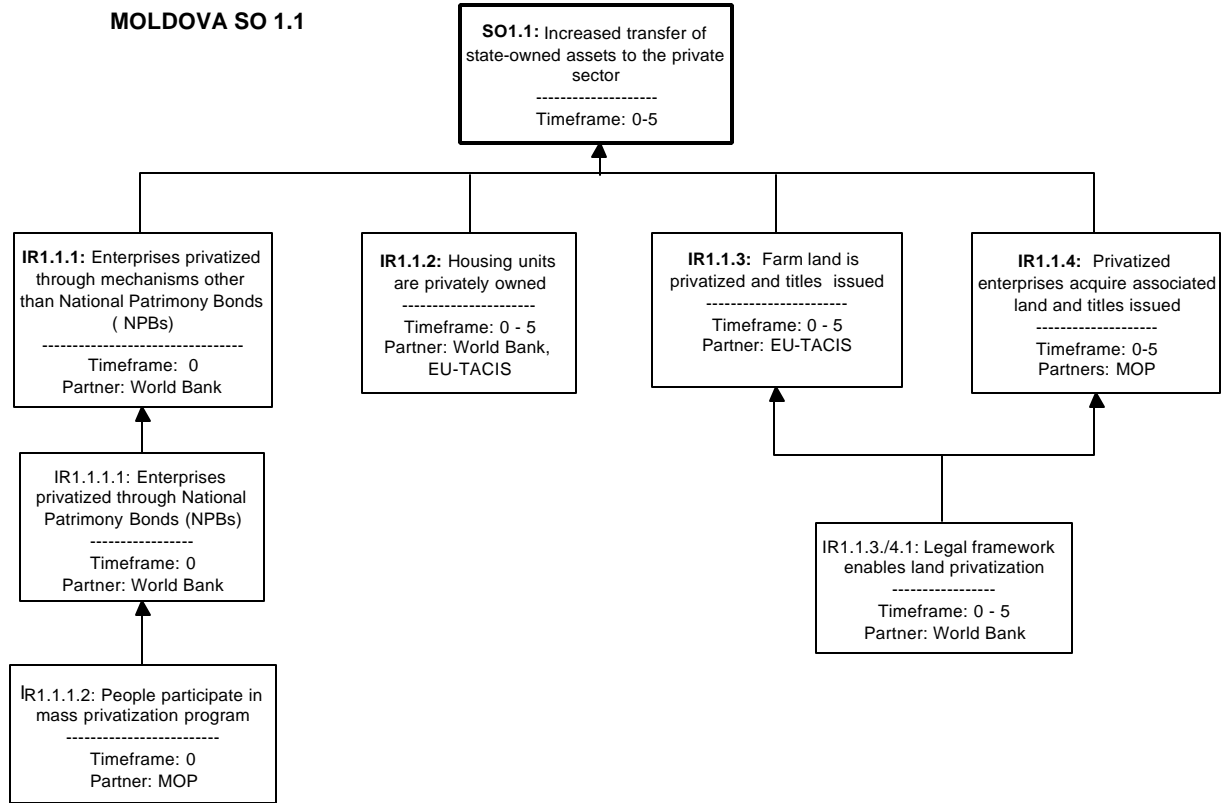 MOLDOVA SO 1.1
SO1.1: Increased transfer of
state-owned assets to the private
sector
--------------------
Timeframe: 0-5
IR1.1.1: Enterprises privatized
through mechanisms other
than National Patrimony Bonds
( NPBs)
---------------------------------
Timeframe: 0
Partner: World Bank
IR1.1.2: Housing units
are privately owned
----------------------
Timeframe: 0 - 5
Partner: World Bank,
EU-TACIS
IR1.1.3: Farm land is
privatized and titles issued
-----------------------
Timeframe: 0 - 5
Partner: EU-TACIS
IR1.1.4: Privatized
enterprises acquire associated
land and titles issued
--------------------
Timeframe: 0-5
Partners: MOP
IR1.1.1.1: Enterprises
privatized through National
Patrimony Bonds (NPBs)
-----------------
Timeframe: 0
Partner: World Bank
IR1.1.3./4.1: Legal framework
enables land privatization
-----------------
Timeframe: 0 - 5
Partner: World Bank
IR1.1.1.2: People participate in
mass privatization program
-------------------------
Timeframe: 0
Partner: MOP